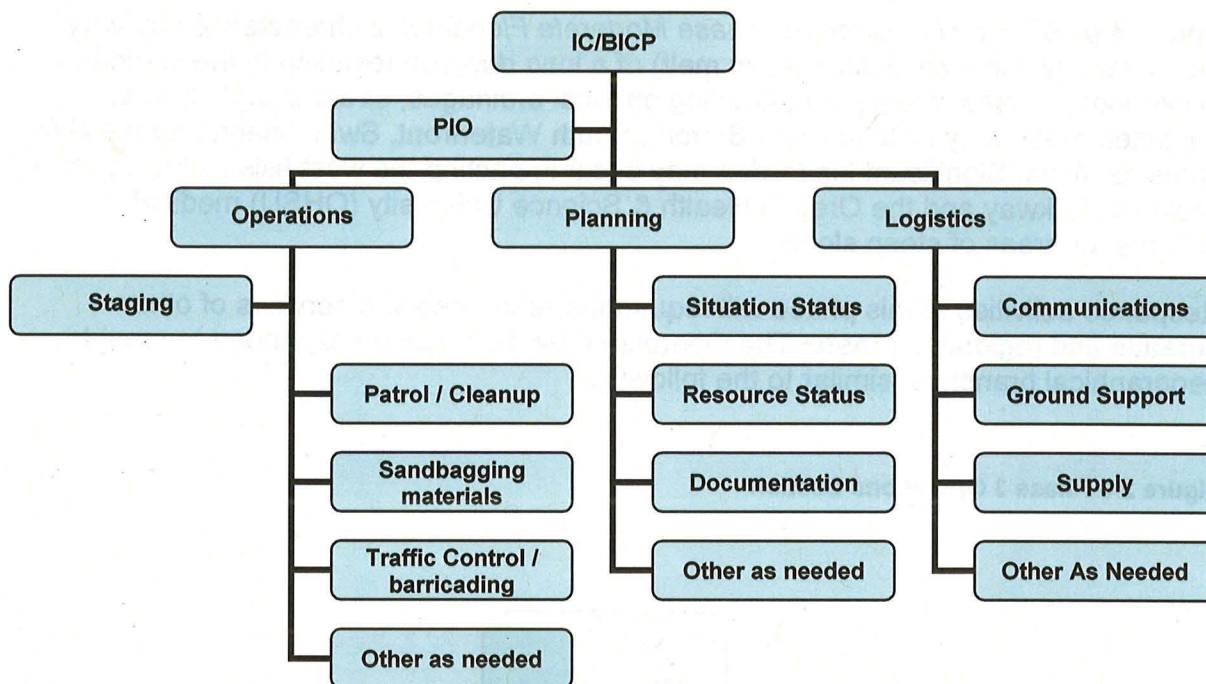 IC/BICP
PIO
Operations
Planning
Logistics
Staging
Situation Status
Communications
Patrol / Cleanup
Resource Status
Ground Support
Sandbagging
materials
Documentation
Supply
Traffic Control /
barricading
Other as needed
Other As Needed
Other as needed